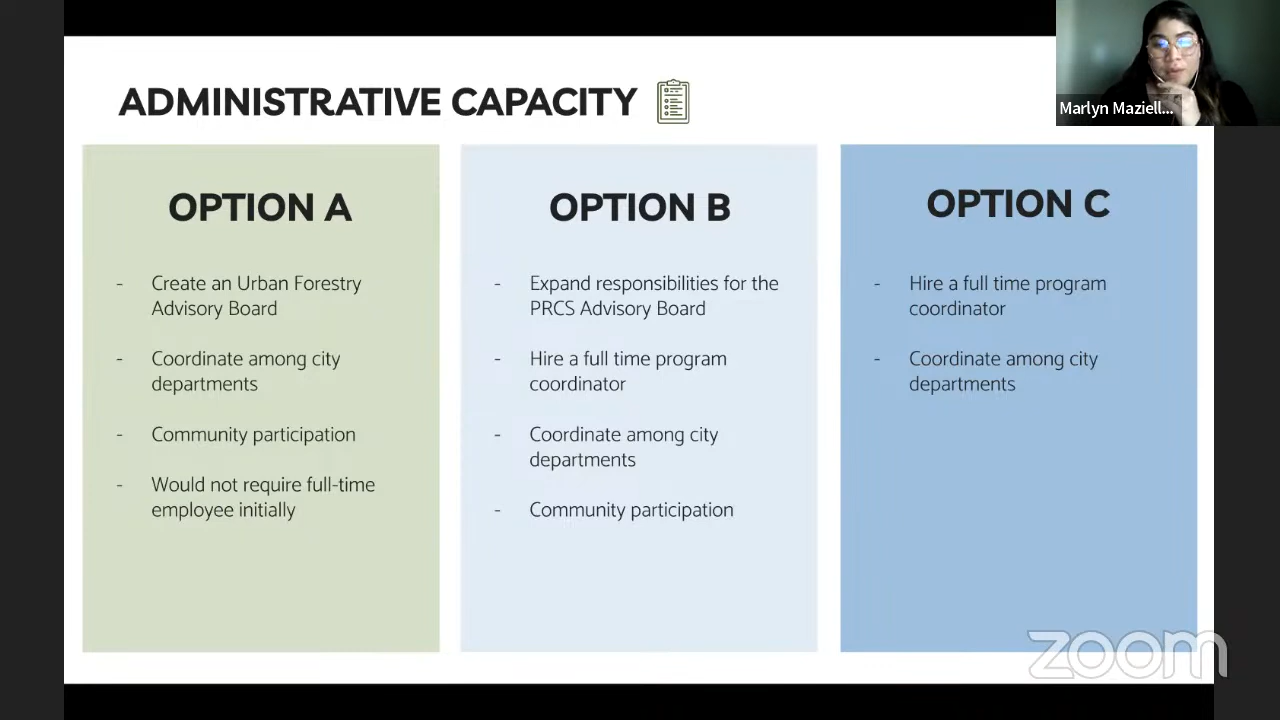 ADMINISTRATIVE CAPACITY
Marlyn Maziell...
OPTION A
- Create an Urban Forestry
Advisory Board
- Coordinate among city
departments
- Community participation
- Would not require full-time
employee initially
OPTION B
- Expand responsibilities for the
PRCS Advisory Board
- Hire a full time program
coordinator
- Coordinate among city
departments
- Community participation
OPTION C
- Hire a full time program
coordinator
- Coordinate among city
departments
zoom